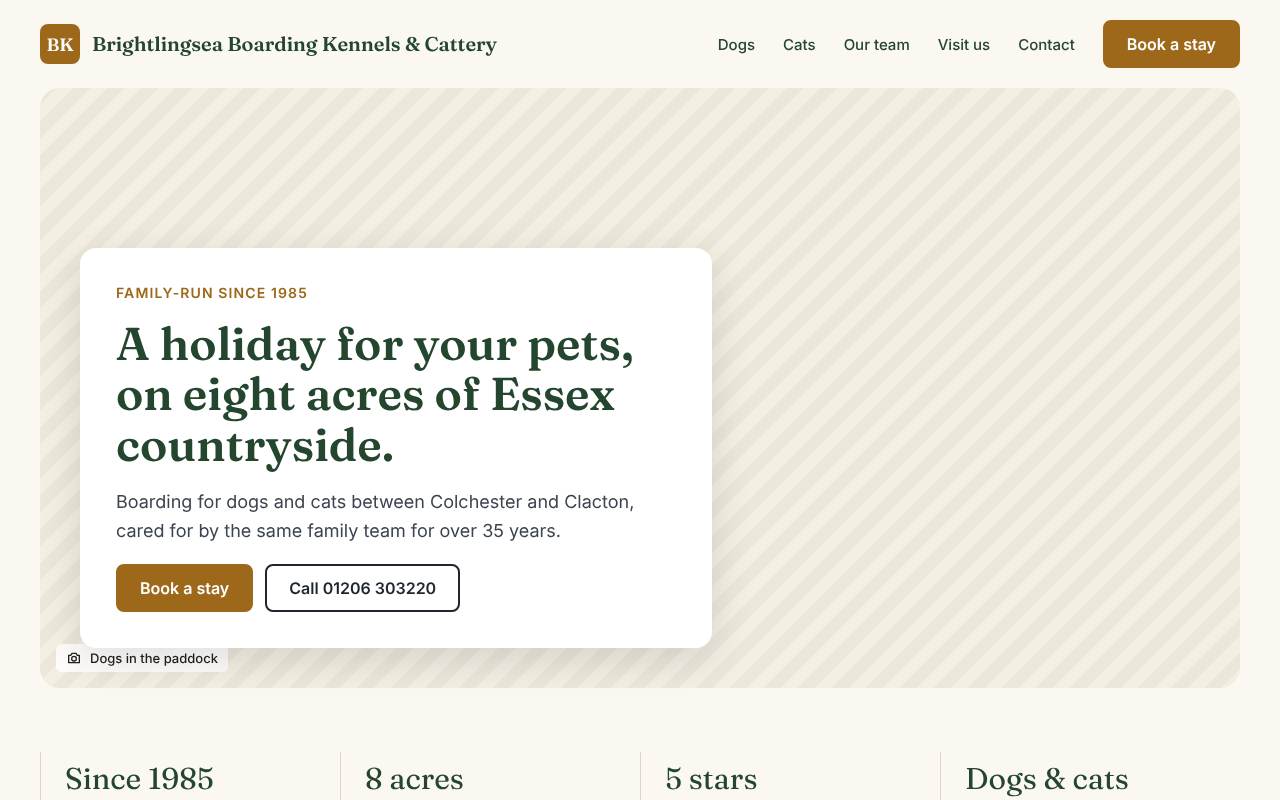 BK
Brightlingsea Boarding Kennels & Cattery
Dogs
Cats
Our team
Visit us
Contact
Book a stay
FAMILY-RUN SINCE 1985
A holiday for your pets,
on eight acres of Essex
countryside.
Boarding for dogs and cats between Colchester and Clacton,
cared for by the same family team for over 35 years.
Book a stay
Call 01206 303220
Dogs in the paddock
Since 1985
8 acres
5 stars
Dogs & cats